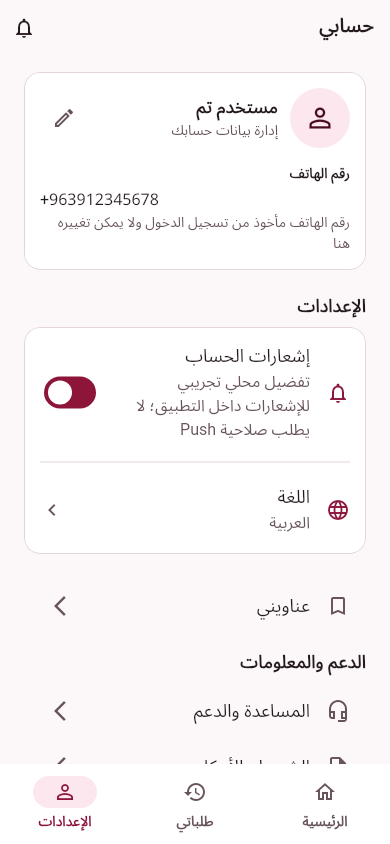 حسابي
مستخدم تم
إدارة بيانات حسابك
رقم الهاتف
+963912345678
رقم الهاتف مأخوذ من تسجيل الدخول ولا يمكن تغييره
هنا
الإعدادات
إشعارات الحساب
تفضيل محلي تجريبي
للإشعارات داخل التطبيق؛ لا
يطلب صلاحية Push
اللغة
العربية
عناويني
الدعم والمعلومات
المساعدة والدعم
الرئيسية
طلباتي
الإعدادات